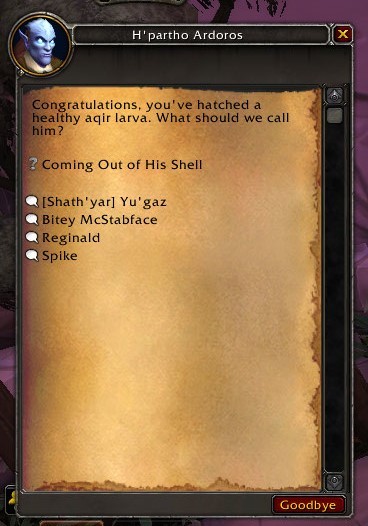 H'partho Ardoros
Congratulations, you've hatched a
healthy aqir larva. What should we call
him?
? Coming Out of His Shell
[Shath'yar] Yu'gaz
Bitey McStabface
Reginald
Spike
Goodbye